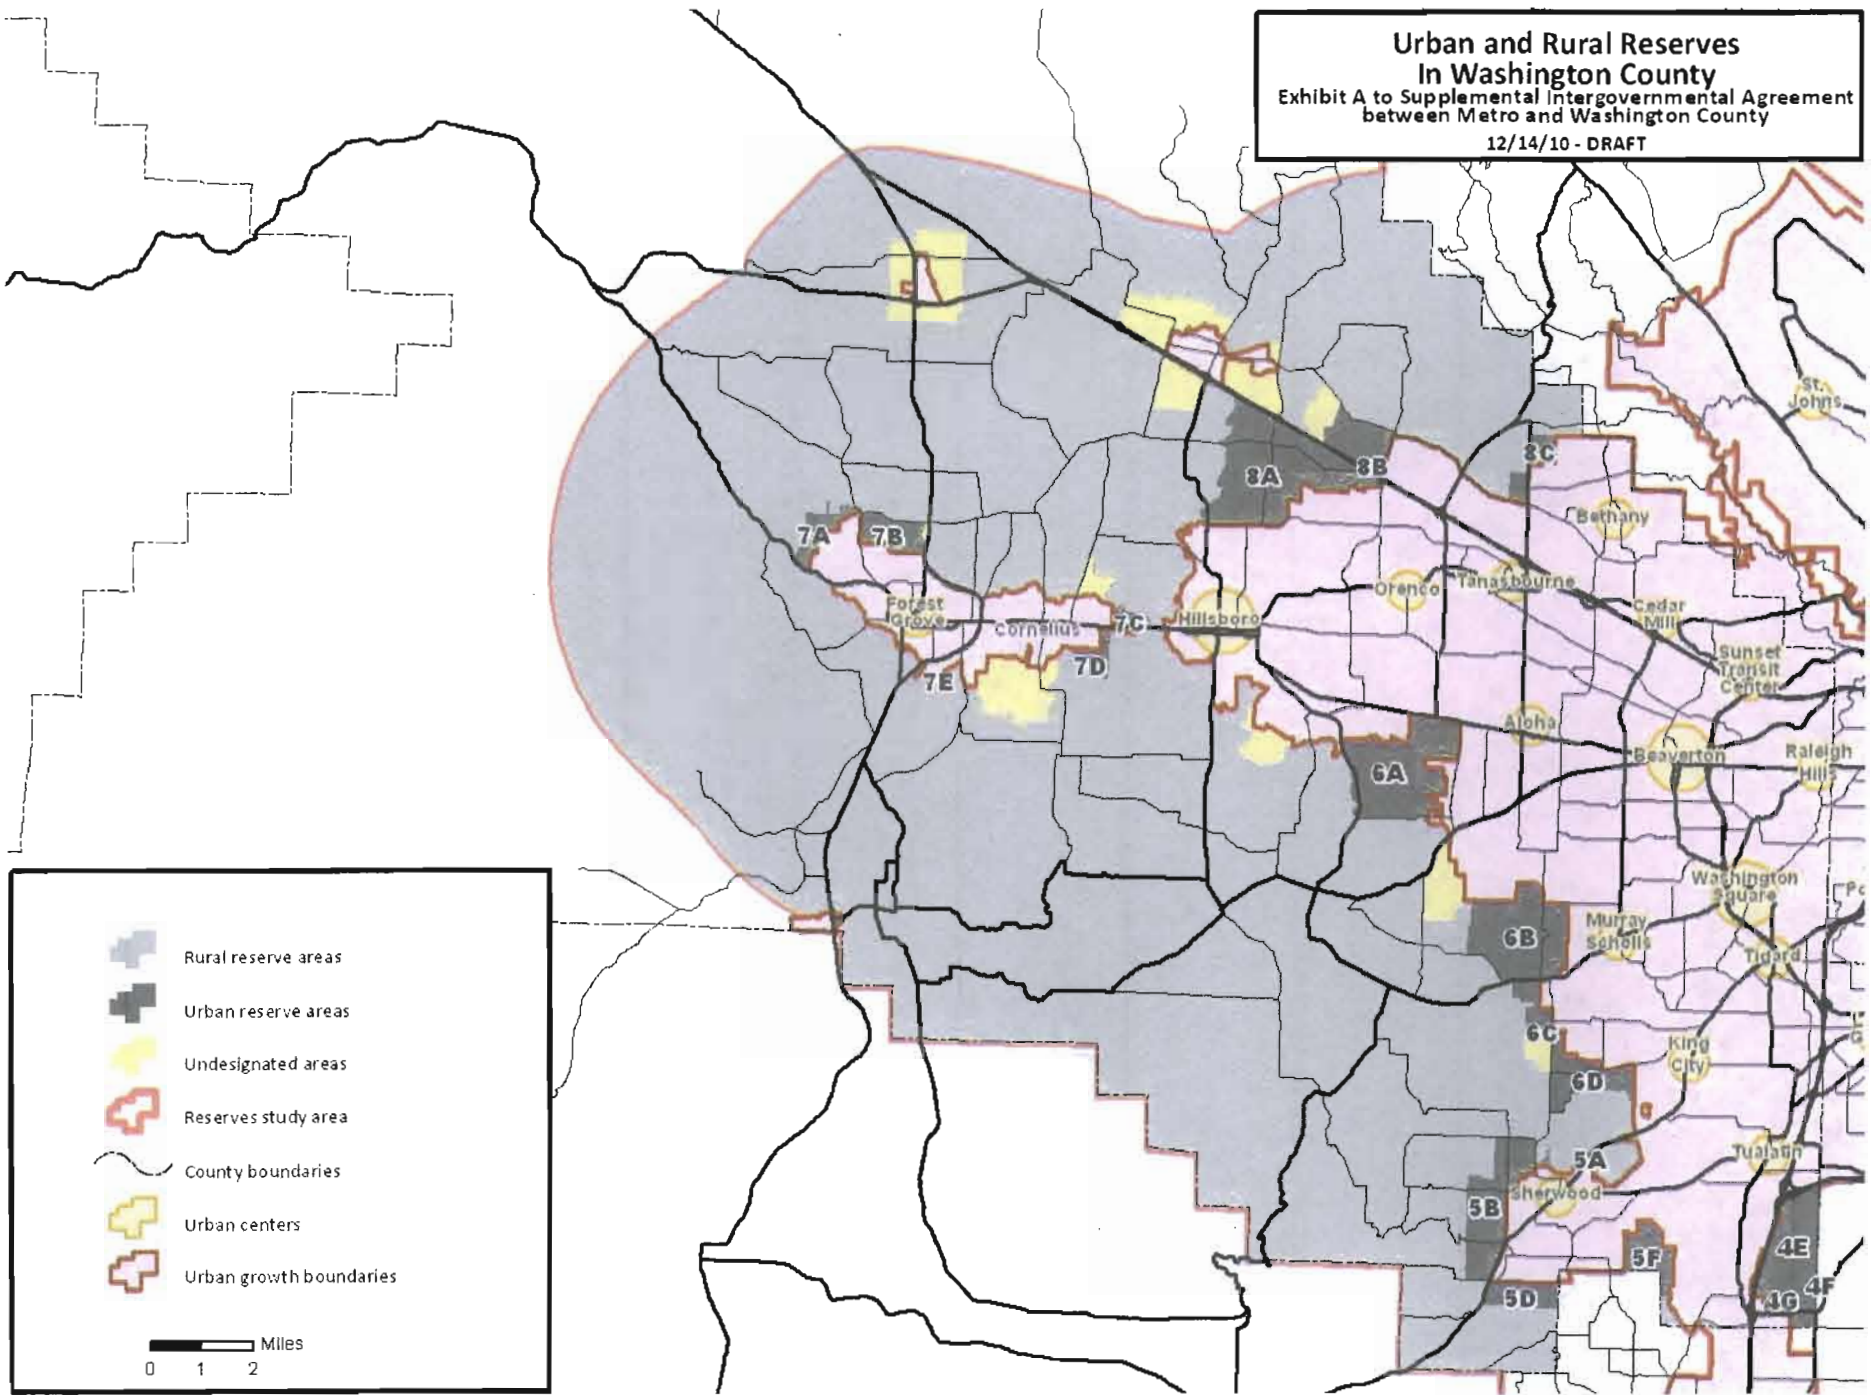 Urban and Rural Reserves
In Washington County
Exhibit A to Supplemental Intergovernmental Agreement
between Metro and Washington County
12/14/10 - DRAFT
St.
Johns
8A
8B
8C
Bethany
7A
7B
Orenco
Tanasbourne
Forest
Grove
Cornelius
7C
Hillsboro
Cedar
Mill
Sunset
Transit
Center
7D
7E
Aloha
Beaverton
Raleigh
Hills
6A
Washington
Square
6B
Murray
Scholls
Tigard
6C
King
City
6D
5A
Tualatin
Sherwood
5B
5F
4E
4F
4G
5D
Rural reserve areas
Urban reserve areas
Undesignated areas
Reserves study area
County boundaries
Urban centers
Urban growth boundaries
Miles
0 1 2